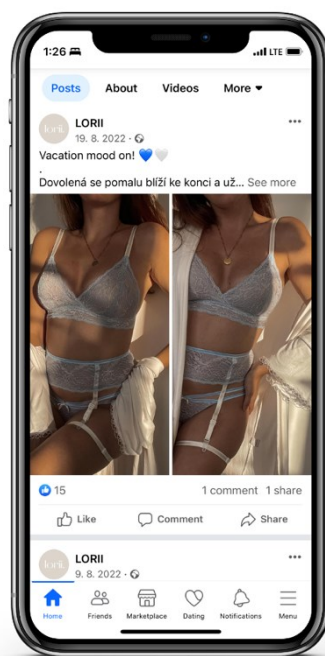 1:26
LTE
Posts About Videos More
lorii.
LORII
19. 8. 2022 ·
Vacation mood on!
.
Dovolená se pomalu blíží ke konci a už... See more
15
1 comment 1 share
Like Comment Share
lorii.
LORII
9. 8. 2022 ·
Home Friends Marketplace Dating Notifications Menu